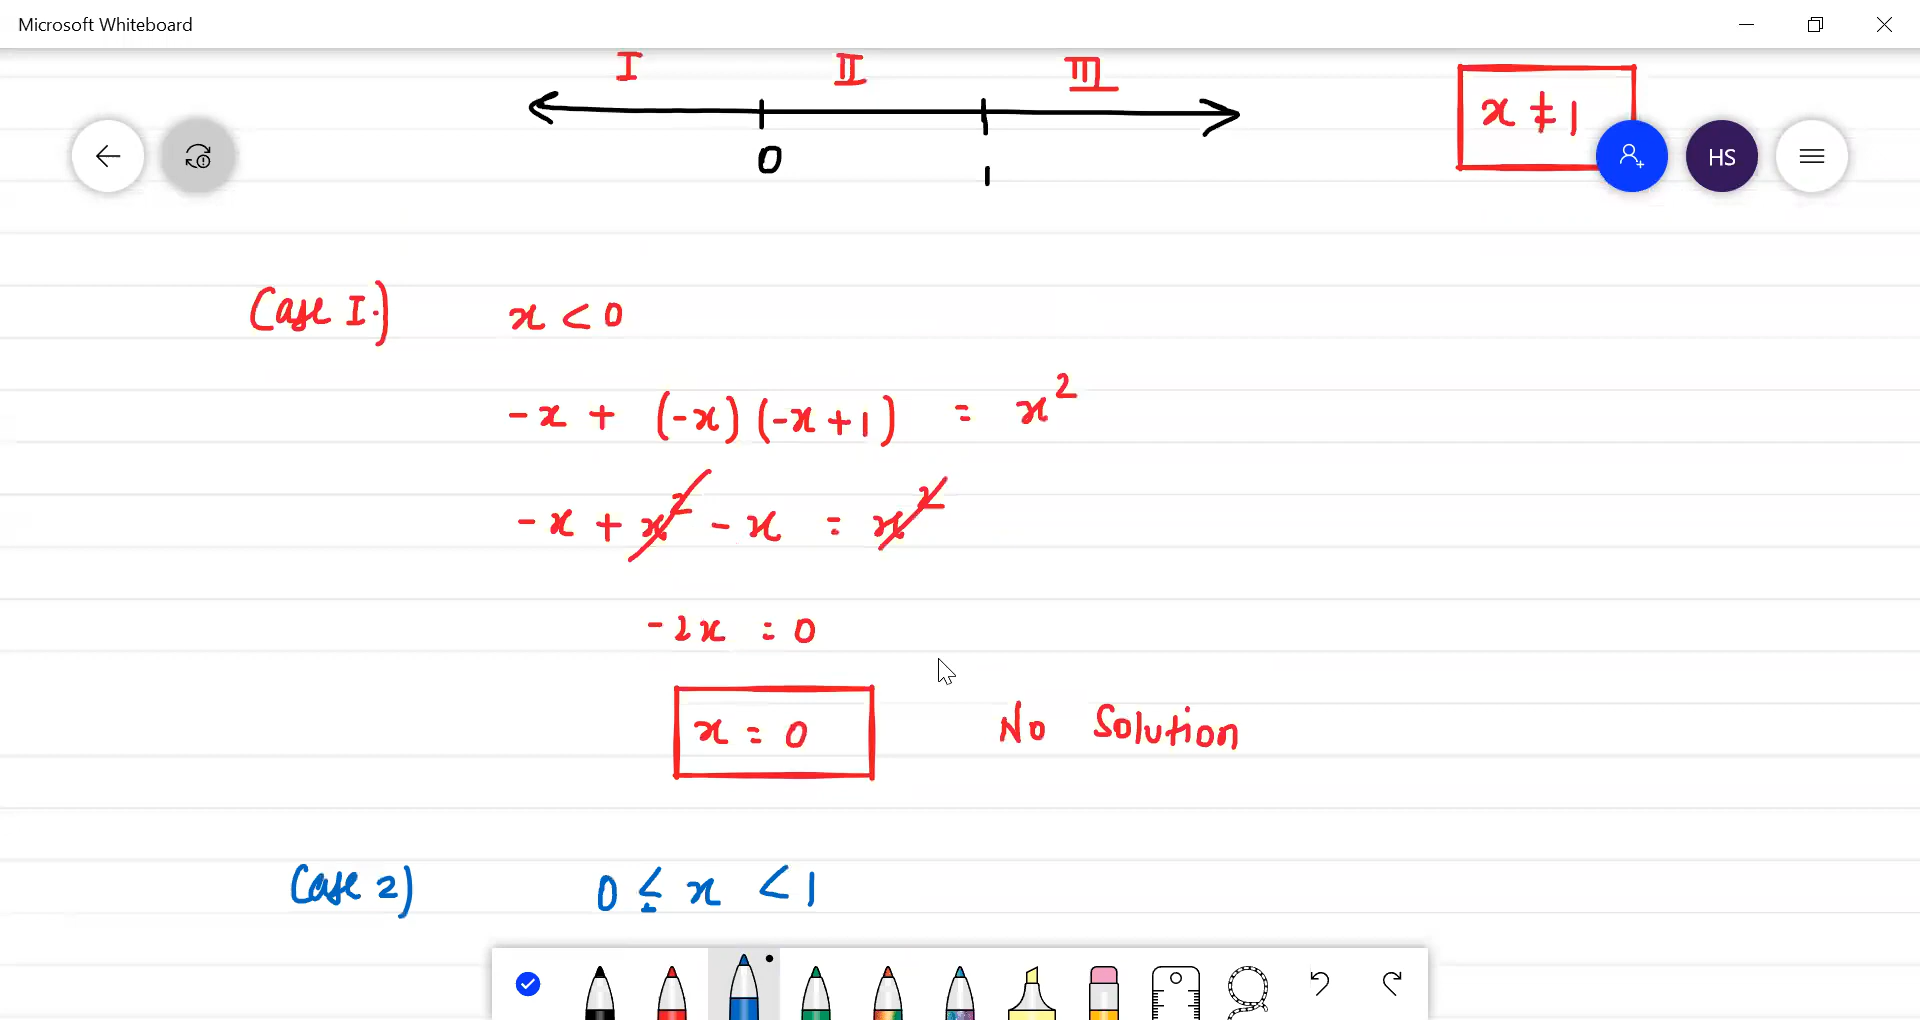 Microsoft Whiteboard
I II III
0 1
x ≠ 1
HS
Case I.) x < 0
-x + (-x) (-x+1) = x²
-x + x² - x = x²
-2x = 0
x = 0 No Solution
Case 2) 0 ≤ x < 1